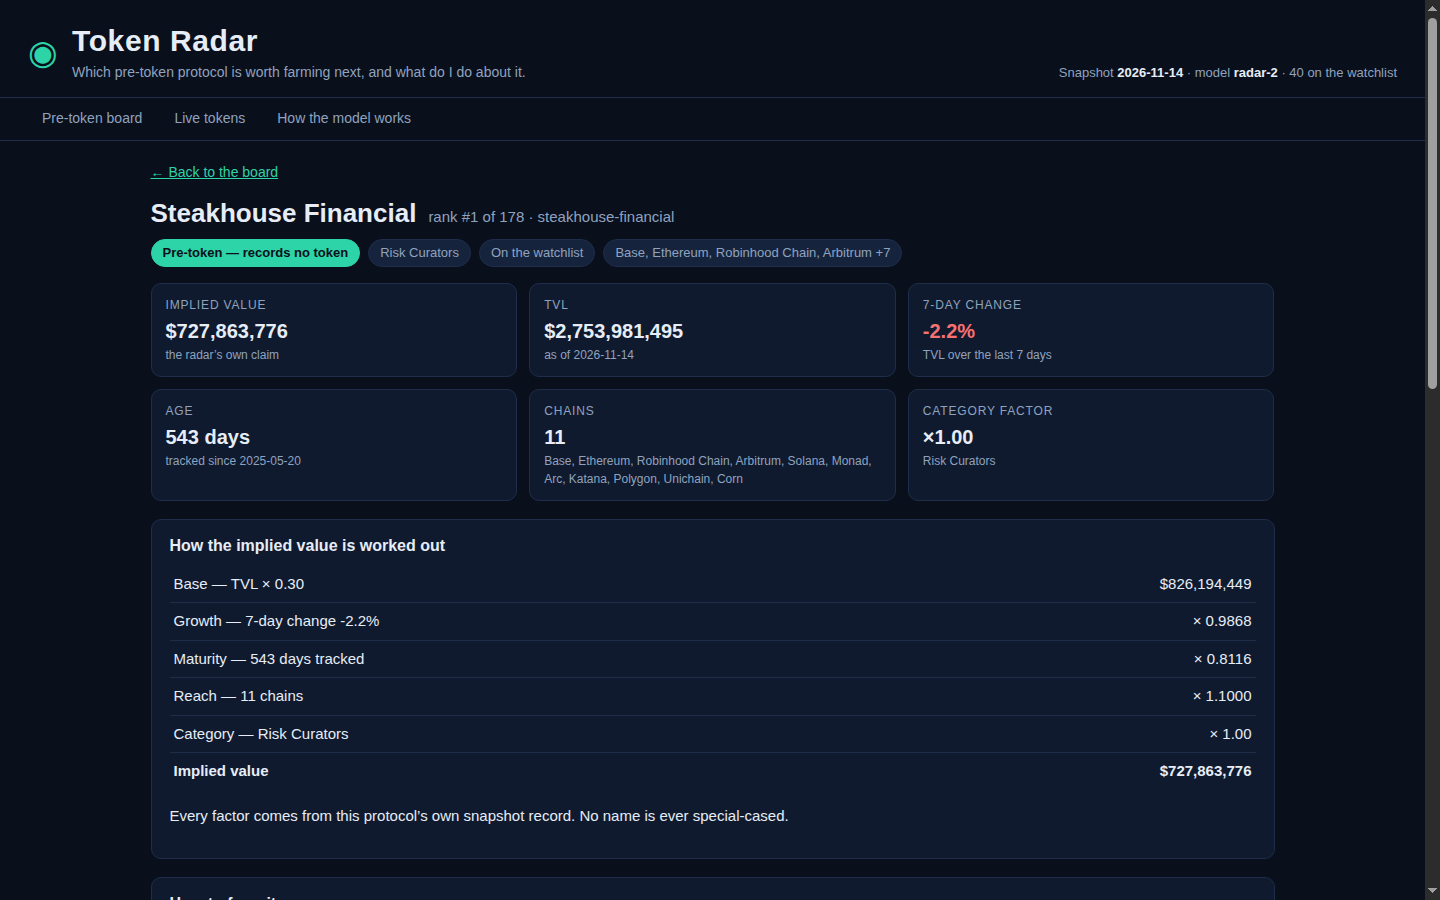 Token Radar
Which pre-token protocol is worth farming next, and what do I do about it.
Snapshot 2026-11-14 · model radar-2 · 40 on the watchlist
Pre-token board
Live tokens
How the model works
← Back to the board
Steakhouse Financial rank #1 of 178 · steakhouse-financial
Pre-token — records no token
Risk Curators
On the watchlist
Base, Ethereum, Robinhood Chain, Arbitrum +7
IMPLIED VALUE
$727,863,776
the radar’s own claim
TVL
$2,753,981,495
as of 2026-11-14
7-DAY CHANGE
-2.2%
TVL over the last 7 days
AGE
543 days
tracked since 2025-05-20
CHAINS
11
Base, Ethereum, Robinhood Chain, Arbitrum, Solana, Monad,
Arc, Katana, Polygon, Unichain, Corn
CATEGORY FACTOR
×1.00
Risk Curators
How the implied value is worked out
Base — TVL × 0.30 $826,194,449
Growth — 7-day change -2.2% × 0.9868
Maturity — 543 days tracked × 0.8116
Reach — 11 chains × 1.1000
Category — Risk Curators × 1.00
Implied value $727,863,776
Every factor comes from this protocol’s own snapshot record. No name is ever special-cased.